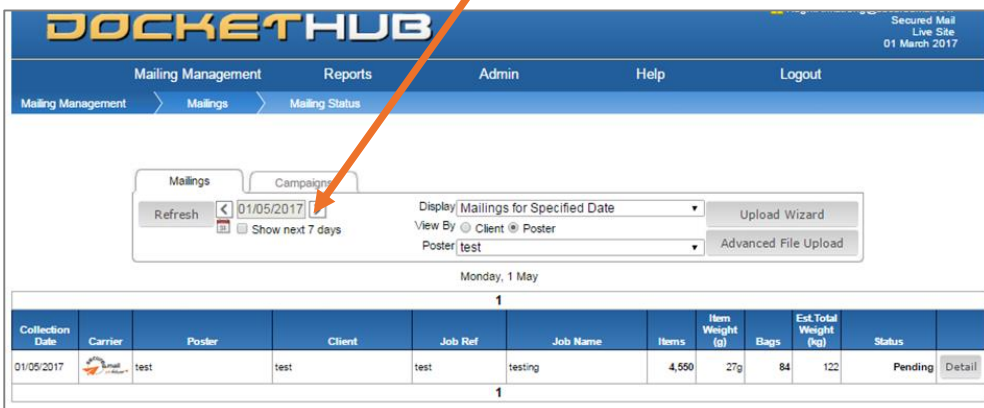 DOCKETHUB
Secured Mail
Live Site
01 March 2017
Mailing Management Reports Admin Help Logout
Mailing Management Mailings Mailing Status
Mailings Campaigns
Refresh 01/05/2017
Show next 7 days
Display Mailings for Specified Date
View By Client Poster
Poster test
Upload Wizard
Advanced File Upload
Monday, 1 May
1
Collection Date Carrier Poster Client Job Ref Job Name Items Item Weight (g) Bags Est.Total Weight (kg) Status
01/05/2017 test test test testing 4,550 27g 84 122 Pending Detail
1